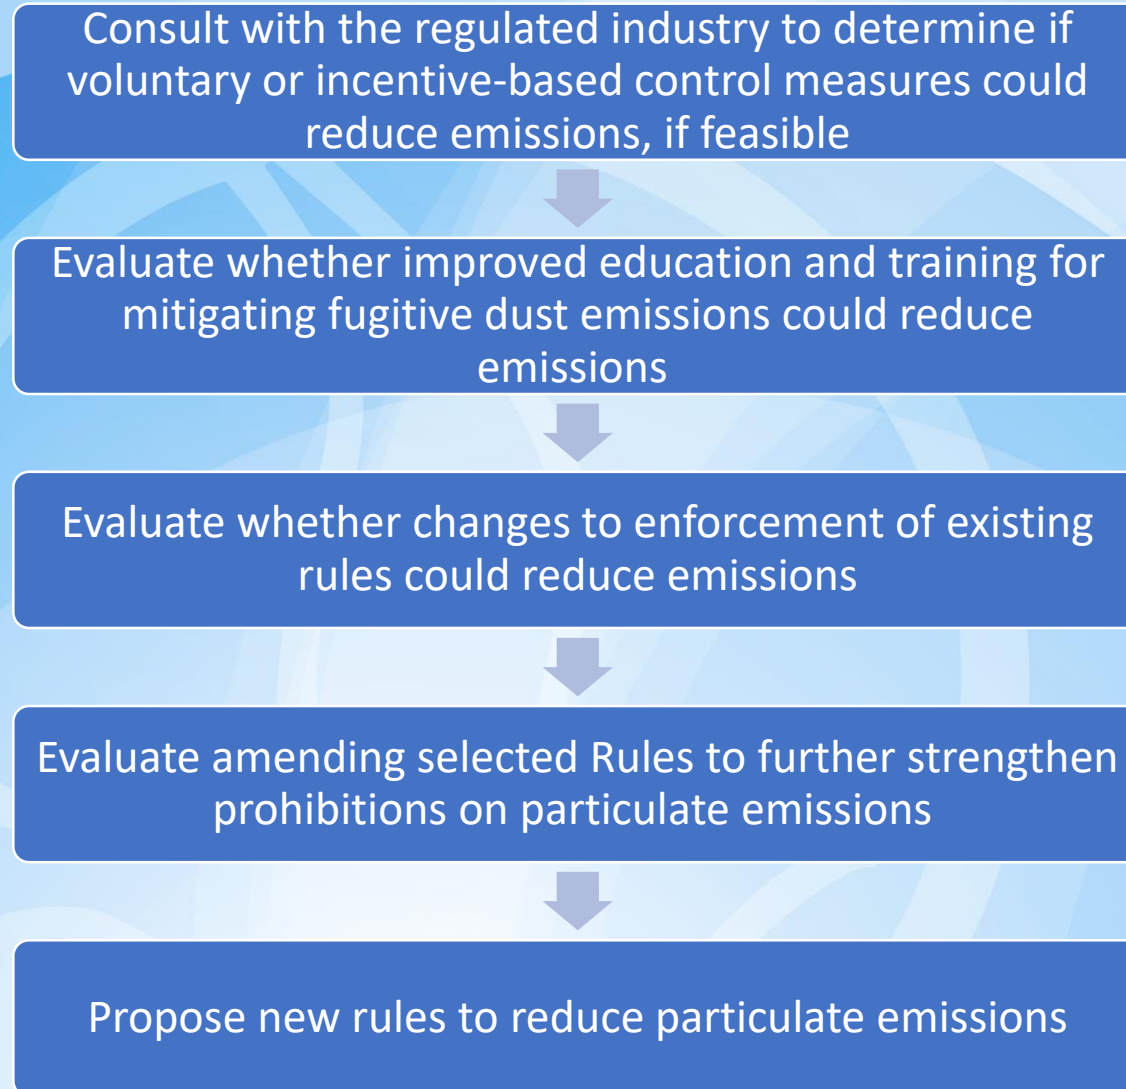 Consult with the regulated industry to determine if
voluntary or incentive-based control measures could
reduce emissions, if feasible
Evaluate whether improved education and training for
mitigating fugitive dust emissions could reduce
emissions
Evaluate whether changes to enforcement of existing
rules could reduce emissions
Evaluate amending selected Rules to further strengthen
prohibitions on particulate emissions
Propose new rules to reduce particulate emissions